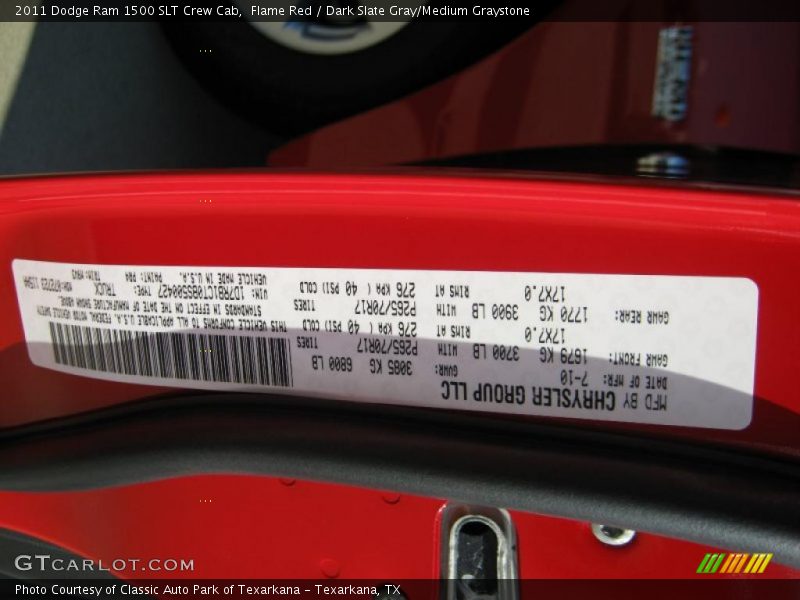 2011 Dodge Ram 1500 SLT Crew Cab, Flame Red / Dark Slate Gray/Medium Graystone
MFD BY CHRYSLER GROUP LLC
DATE OF MFR: 7-10 GVWR: 3085 KG 6800 LB
GAWR FRONT: 1679 KG 3700 LB WITH P265/70R17 TIRES
17X7.0 RIMS AT 276 KPA ( 40 PSI) COLD
GAWR REAR: 1770 KG 3900 LB WITH P265/70R17 TIRES
17X7.0 RIMS AT 276 KPA ( 40 PSI) COLD
THIS VEHICLE CONFORMS TO ALL APPLICABLE U.S.A. FEDERAL MOTOR VEHICLE SAFETY
STANDARDS IN EFFECT ON THE DATE OF MANUFACTURE SHOWN ABOVE.
VIN: 1D7RB1CT0BS500427 TYPE: TRUCK
VEHICLE MADE IN U.S.A. PAINT: PR4
GTCARLOT.COM
Photo Courtesy of Classic Auto Park of Texarkana - Texarkana, TX